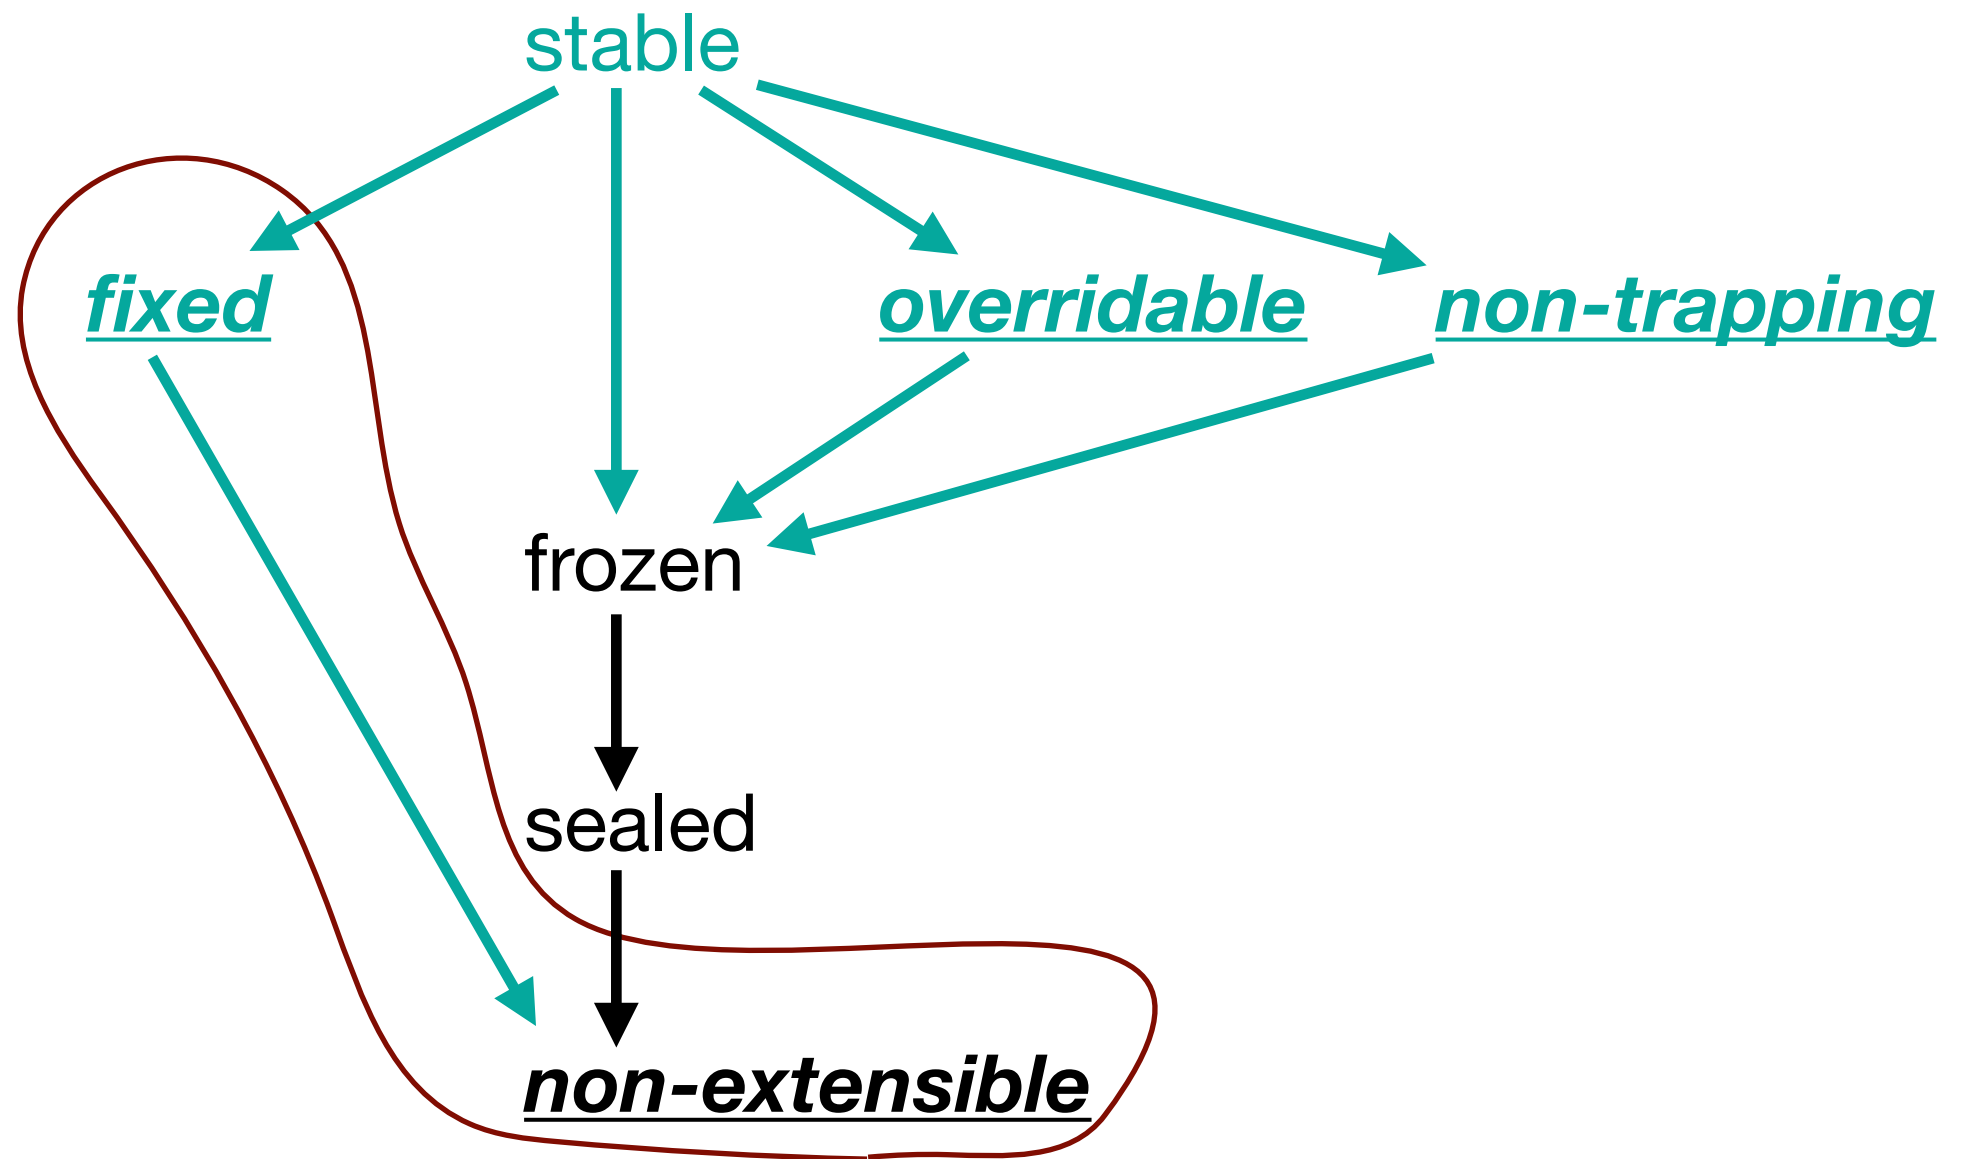 stable
fixed
overridable
non-trapping
frozen
sealed
non-extensible